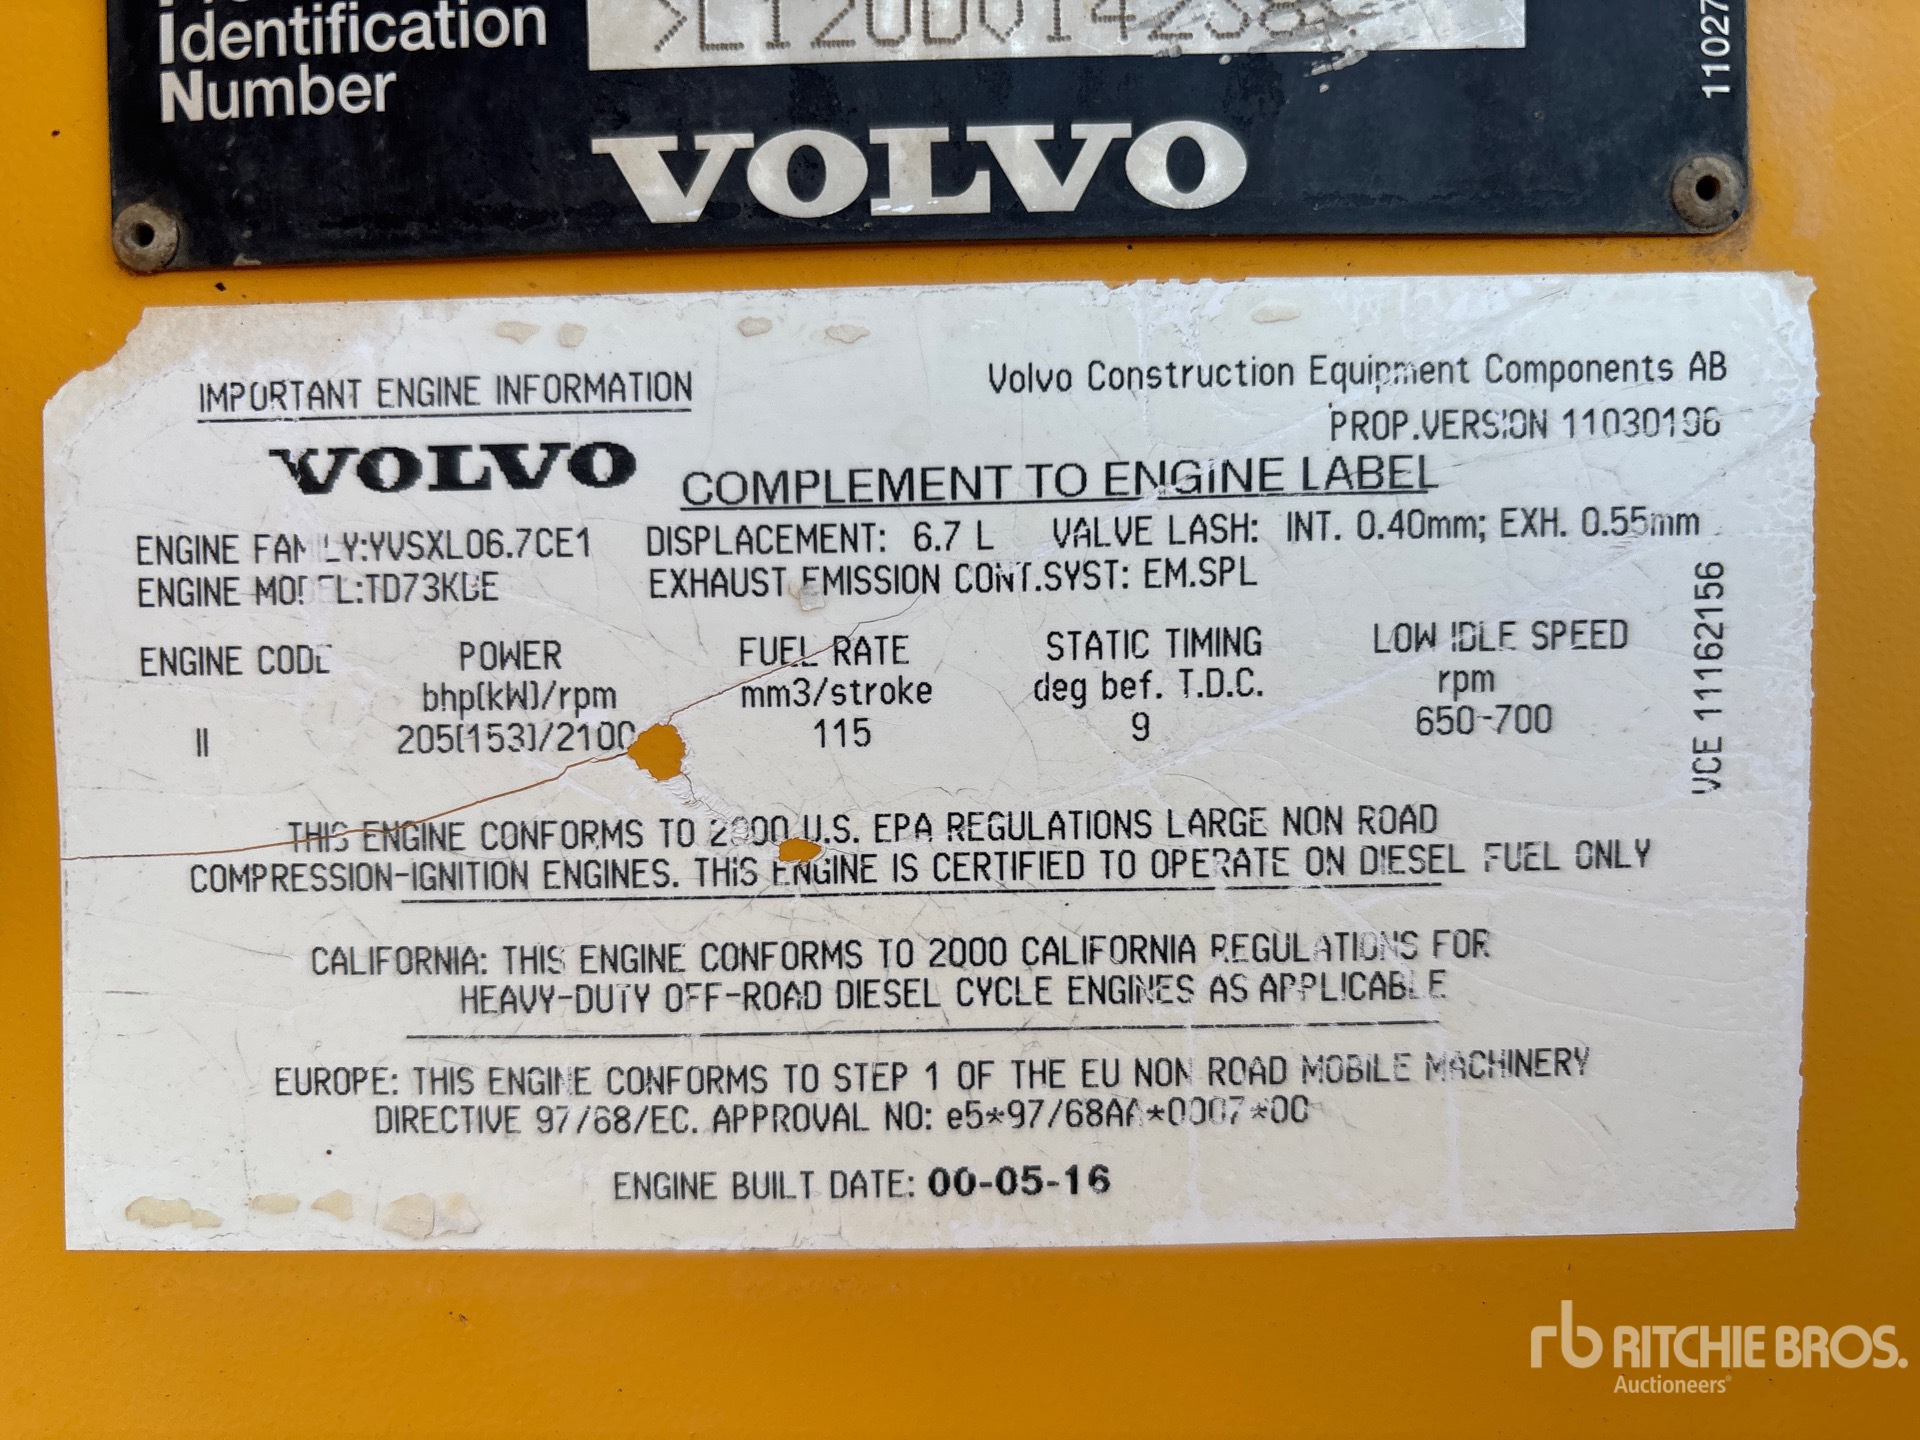 Identification
Number
11027
VOLVO
IMPORTANT ENGINE INFORMATION
Volvo Construction Equipment Components AB
PROP.VERSION 11030196
VOLVO
COMPLEMENT TO ENGINE LABEL
ENGINE FAMILY:YVSXL06.7CE1 DISPLACEMENT: 6.7 L VALVE LASH: INT. 0.40mm; EXH. 0.55mm
ENGINE MODEL:TD73KDE EXHAUST EMISSION CONT.SYST: EM.SPL
ENGINE CODE POWER FUEL RATE STATIC TIMING LOW IDLE SPEED
bhp(kW)/rpm mm3/stroke deg bef. T.D.C. rpm
II 205(153)/2100 115 9 650-700
VCE 11162156
THIS ENGINE CONFORMS TO 2000 U.S. EPA REGULATIONS LARGE NON ROAD
COMPRESSION-IGNITION ENGINES. THIS ENGINE IS CERTIFIED TO OPERATE ON DIESEL FUEL ONLY
CALIFORNIA: THIS ENGINE CONFORMS TO 2000 CALIFORNIA REGULATIONS FOR
HEAVY-DUTY OFF-ROAD DIESEL CYCLE ENGINES AS APPLICABLE
EUROPE: THIS ENGINE CONFORMS TO STEP 1 OF THE EU NON ROAD MOBILE MACHINERY
DIRECTIVE 97/68/EC. APPROVAL NO: e5*97/68AA*0007*00
ENGINE BUILT DATE: 00-05-16
rb RITCHIE BROS.
Auctioneers